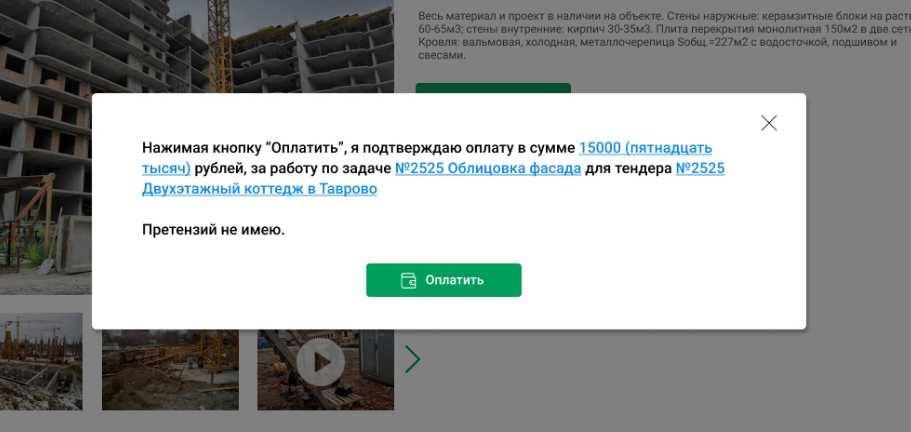 Весь материал и проект в наличии на объекте. Стены наружные: керамзитные блоки на
60-65м3; стены внутренние: кирпич 30-35м3. Плита перекрытия монолитная 150м2 в две
Кровля: вальмовая, холодная, металлочерепица Sобщ.=227м2 с водосточкой, подшивом и
свесами.
Нажимая кнопку “Оплатить”, я подтверждаю оплату в сумме 15000 (пятнадцать
тысяч) рублей, за работу по задаче №2525 Облицовка фасада для тендера №2525
Двухэтажный коттедж в Таврово
Претензий не имею.
Оплатить